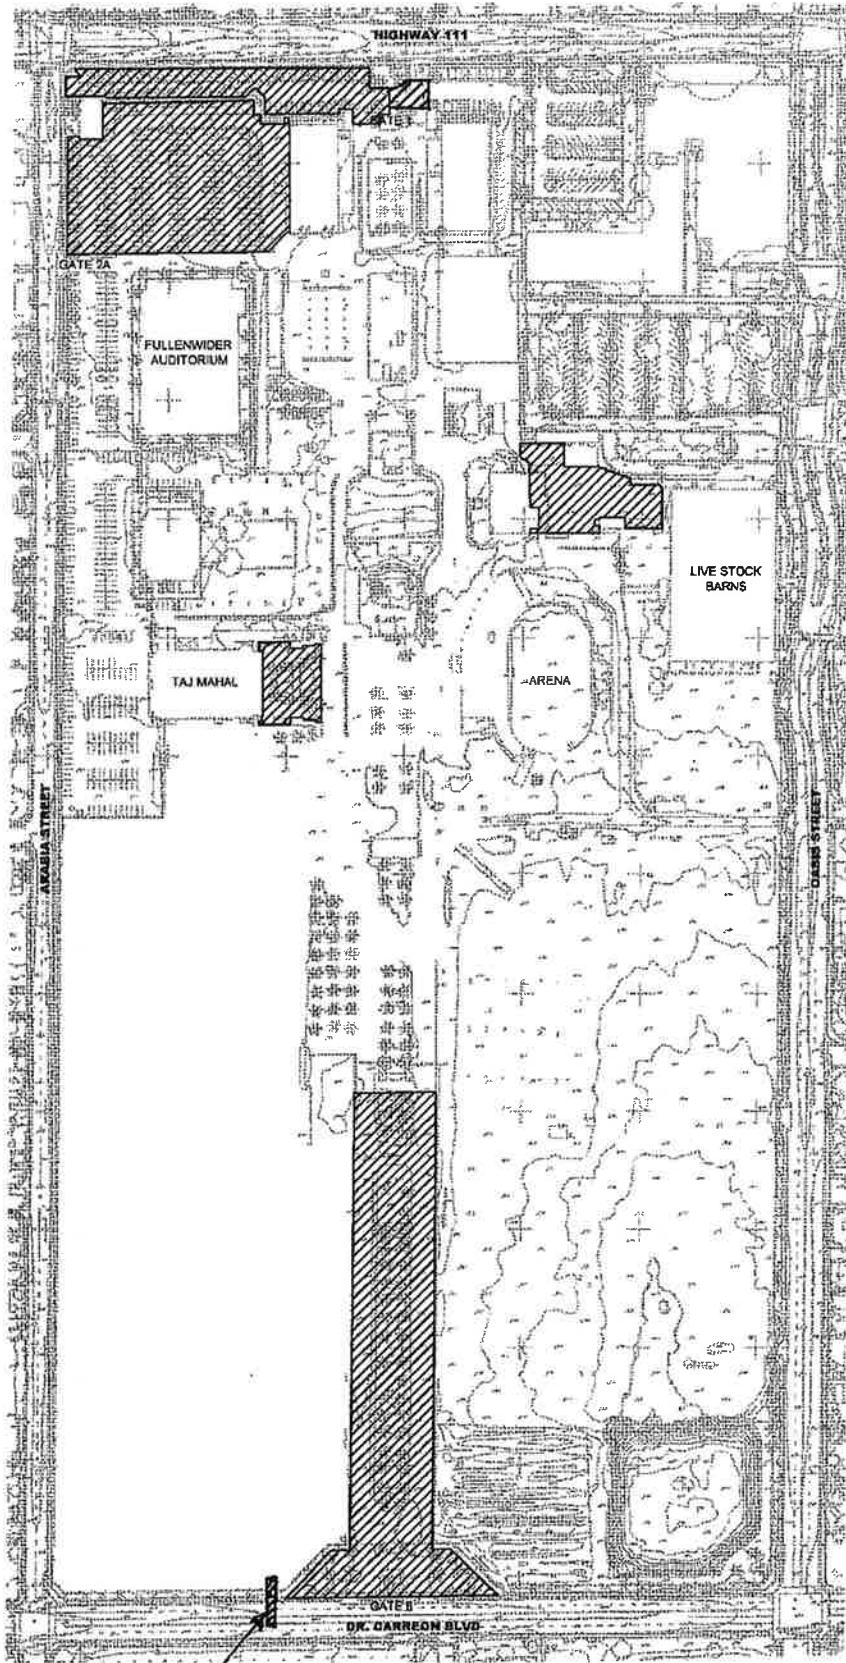 HIGHWAY 111
GATE 1
GATE 2A
FULLENWIDER
AUDITORIUM
LIVE STOCK
BARNS
TAJ MAHAL
ARENA
ARABIA STREET
OASIS STREET
GATE 8
DR. CARREON BLVD